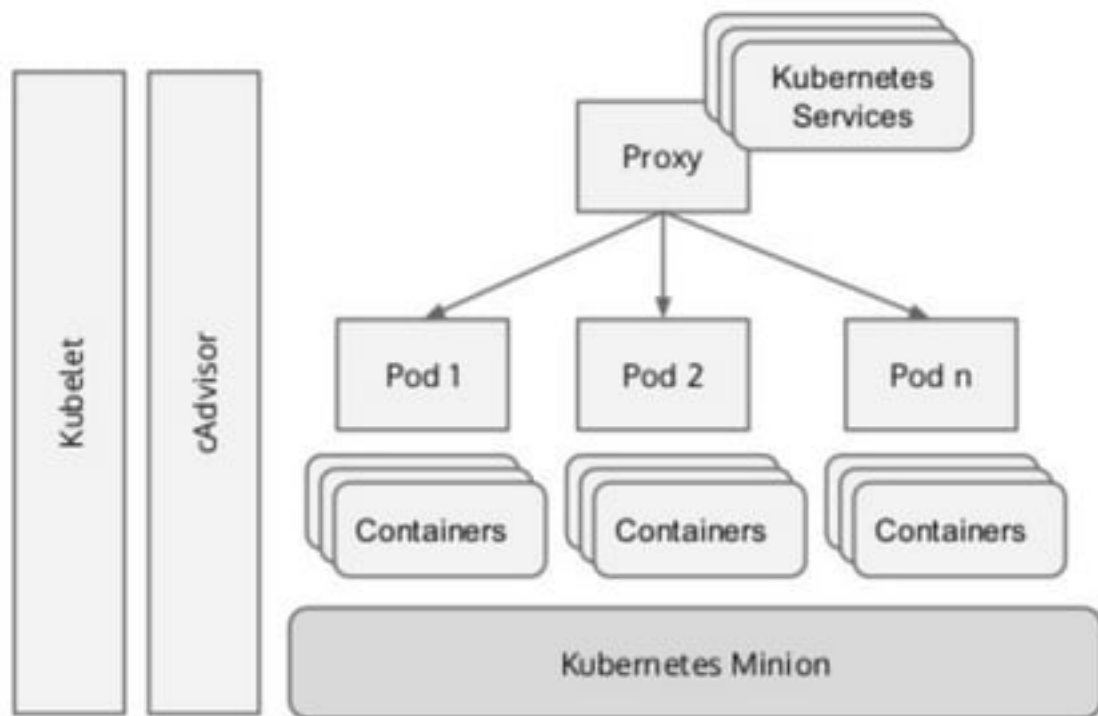 Kubernetes
Services
Proxy
Kubelet
cAdvisor
Pod 1
Pod 2
Pod n
Containers
Containers
Containers
Kubernetes Minion